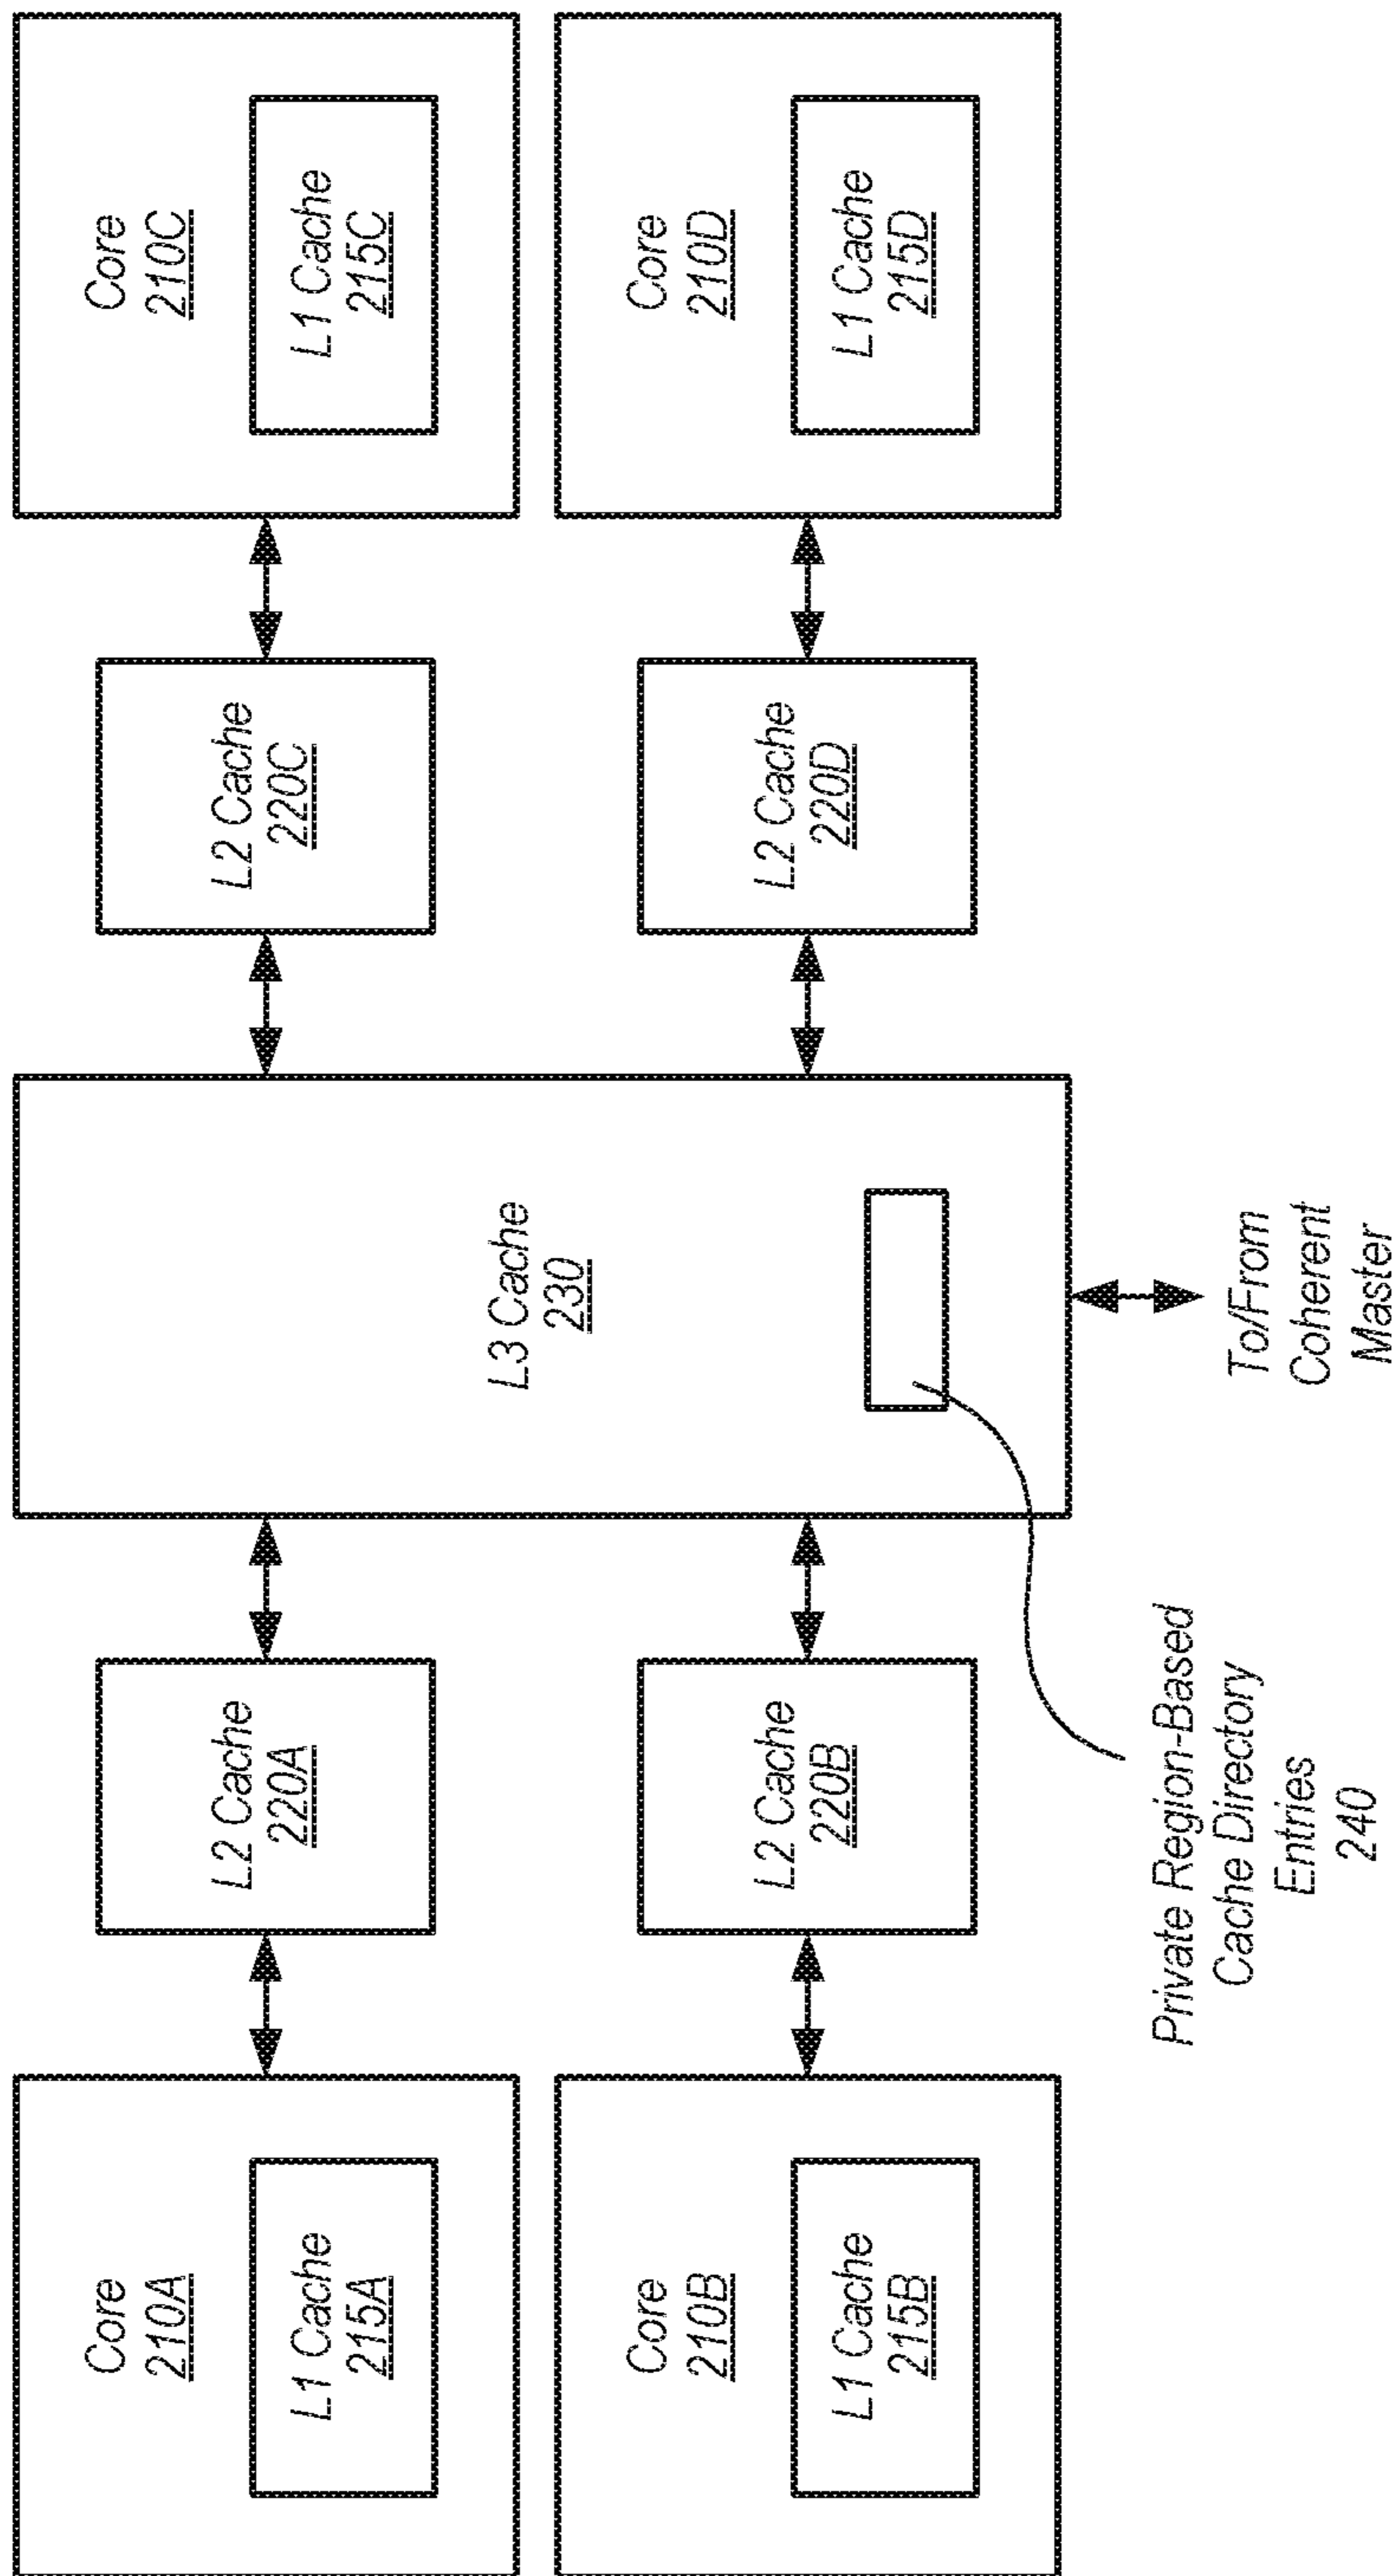 Core
210A
L1 Cache
215A
L2 Cache
220A
L3 Cache
230
L2 Cache
220C
Core
210C
L1 Cache
215C
Core
210B
L1 Cache
215B
L2 Cache
220B
L2 Cache
220D
Core
210D
L1 Cache
215D
Private Region-Based
Cache Directory
Entries
240
To/From
Coherent
Master